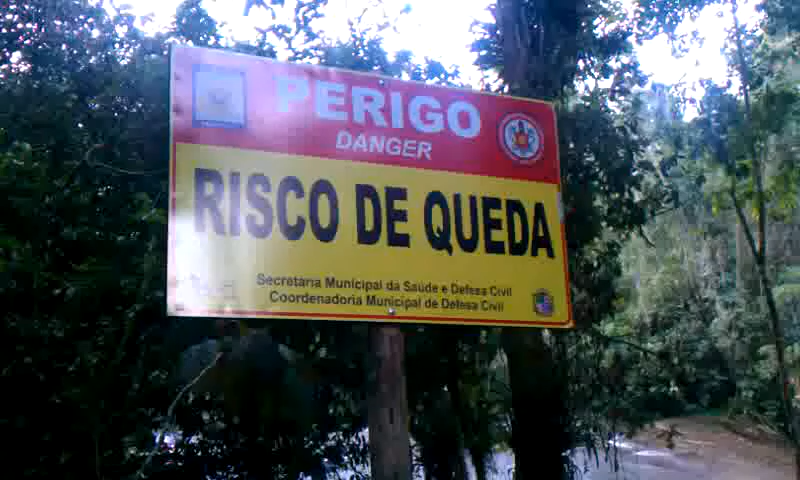 PERIGO
DANGER
RISCO DE QUEDA
Secretaria Municipal da Saúde e Defesa Civil
Coordenadoria Municipal de Defesa Civil